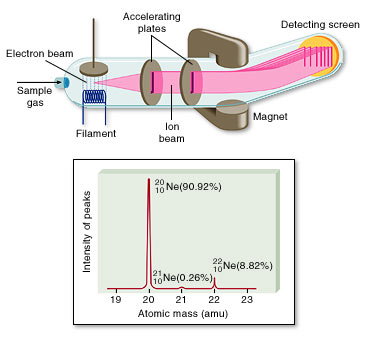 Accelerating
plates
Detecting screen
Electron beam
Sample
gas
Filament
Ion
beam
Magnet
Intensity of peaks
20
10 Ne(90.92%)
21
10 Ne(0.26%)
22
10 Ne(8.82%)
19 20 21 22 23
Atomic mass (amu)